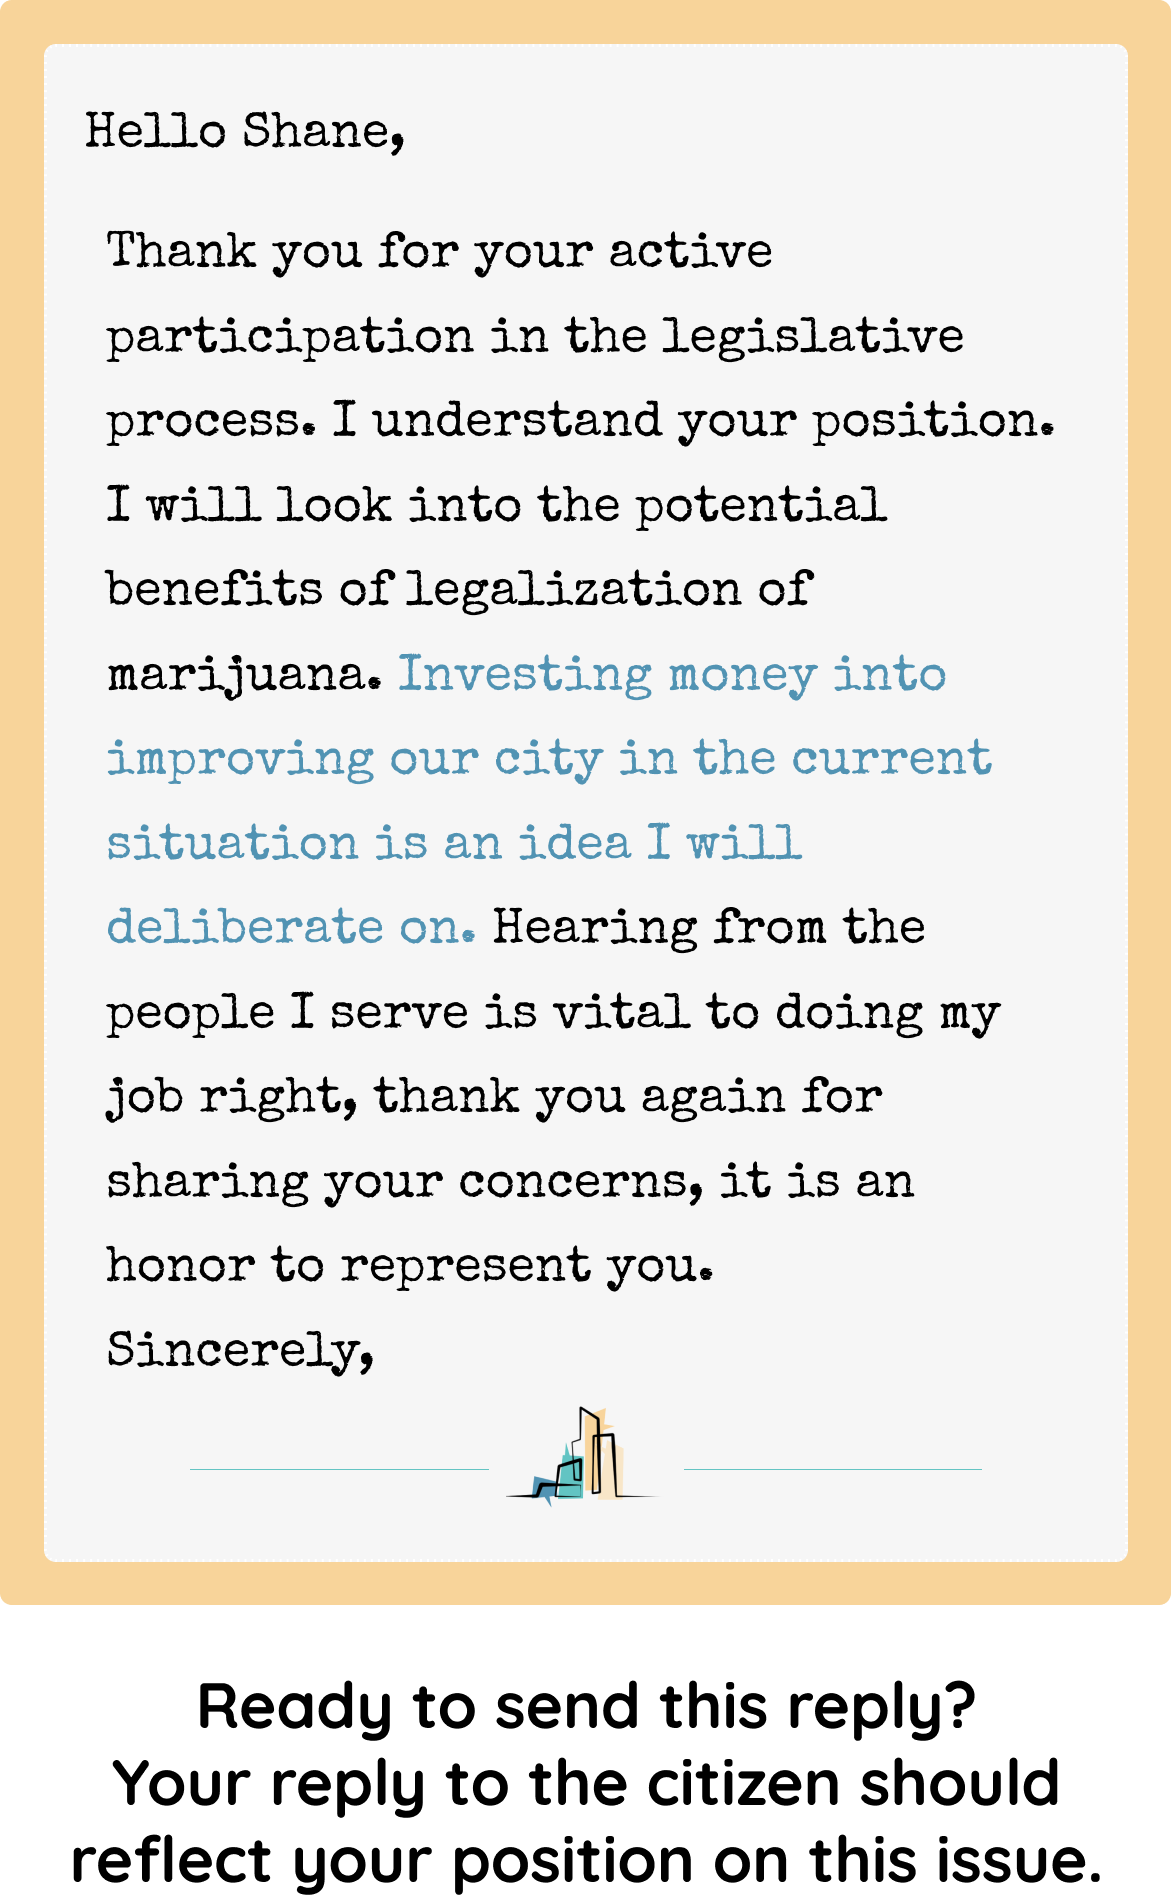 Hello Shane,
Thank you for your active
participation in the legislative
process. I understand your position.
I will look into the potential
benefits of legalization of
marijuana. Investing money into
improving our city in the current
situation is an idea I will
deliberate on. Hearing from the
people I serve is vital to doing my
job right, thank you again for
sharing your concerns, it is an
honor to represent you.
Sincerely,
Ready to send this reply?
Your reply to the citizen should
reflect your position on this issue.